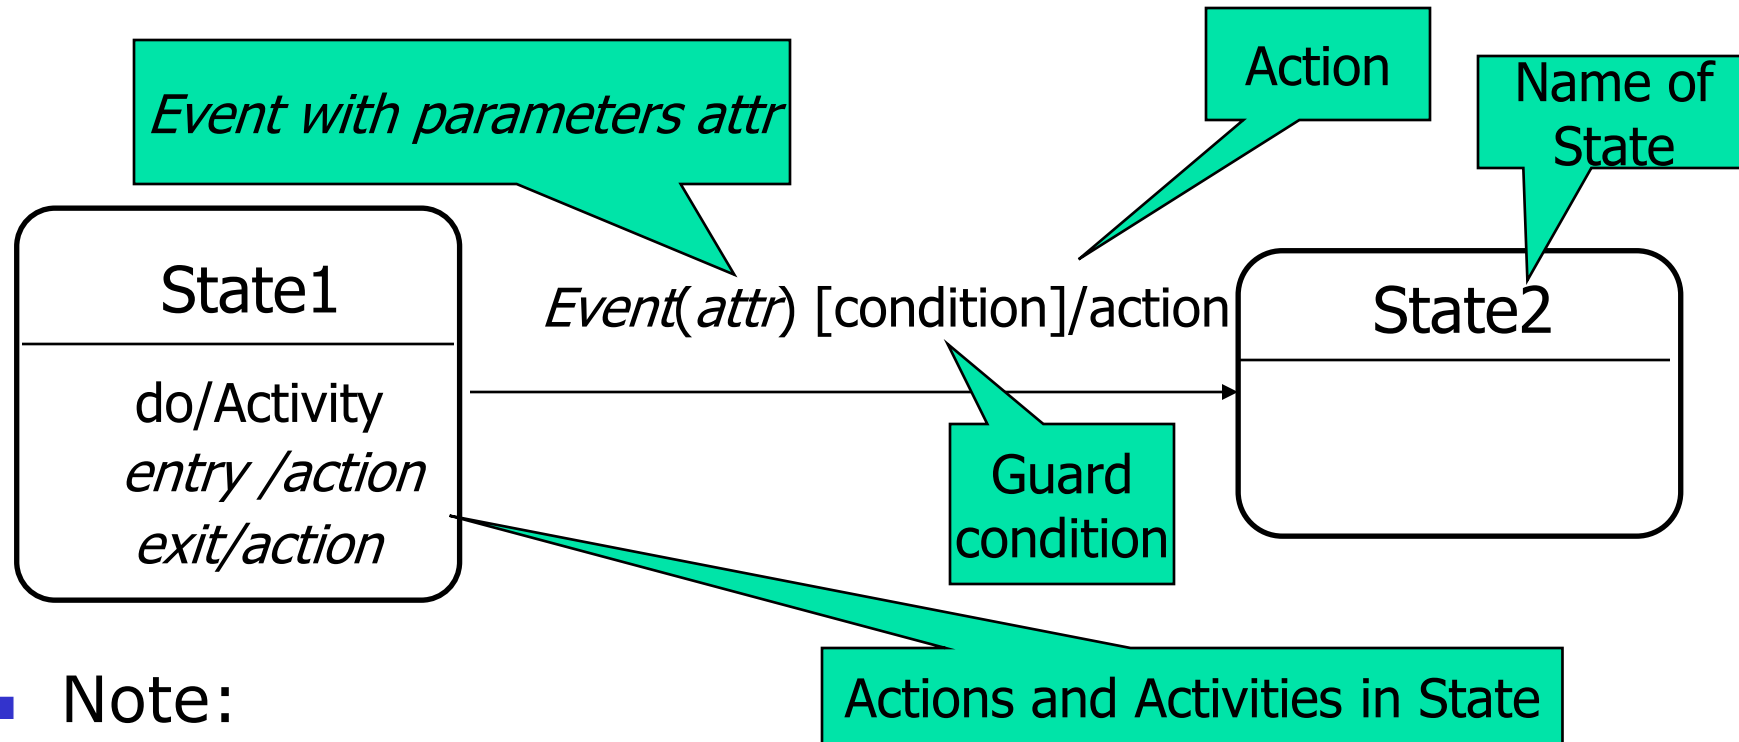 Event with parameters attr
Action
Name of
State
State1
Event(attr) [condition]/action
State2
do/Activity
entry /action
exit/action
Guard
condition
Actions and Activities in State
Note: